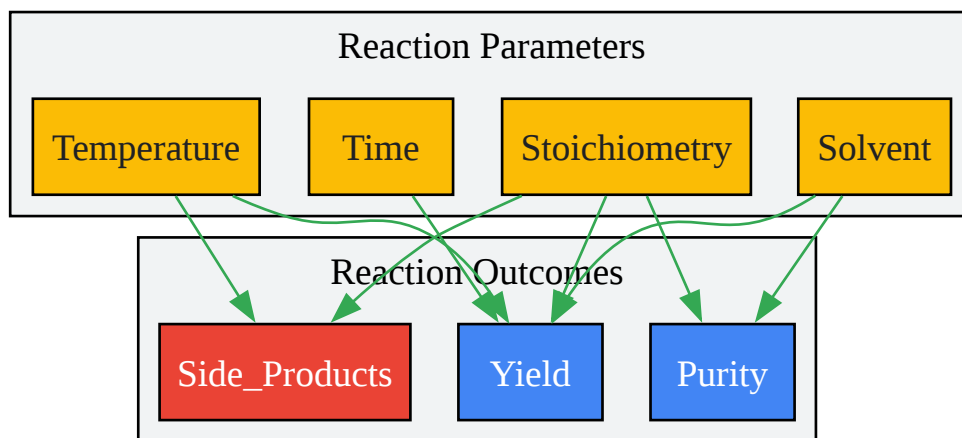 Reaction Parameters
Temperature
Time
Stoichiometry
Solvent
Reaction Outcomes
Side_Products
Yield
Purity